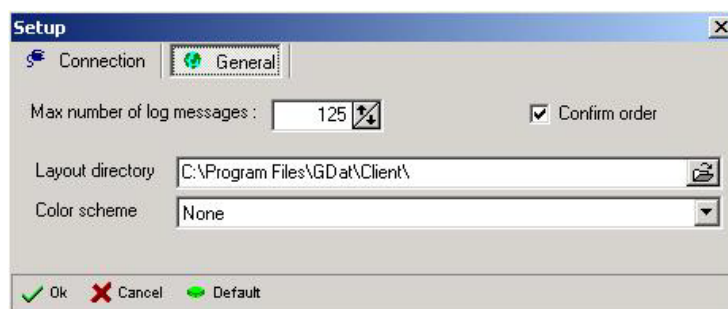 Setup
Connection General
Max number of log messages : 125 Confirm order
Layout directory C:\Program Files\GDat\Client\
Color scheme None
Ok Cancel Default